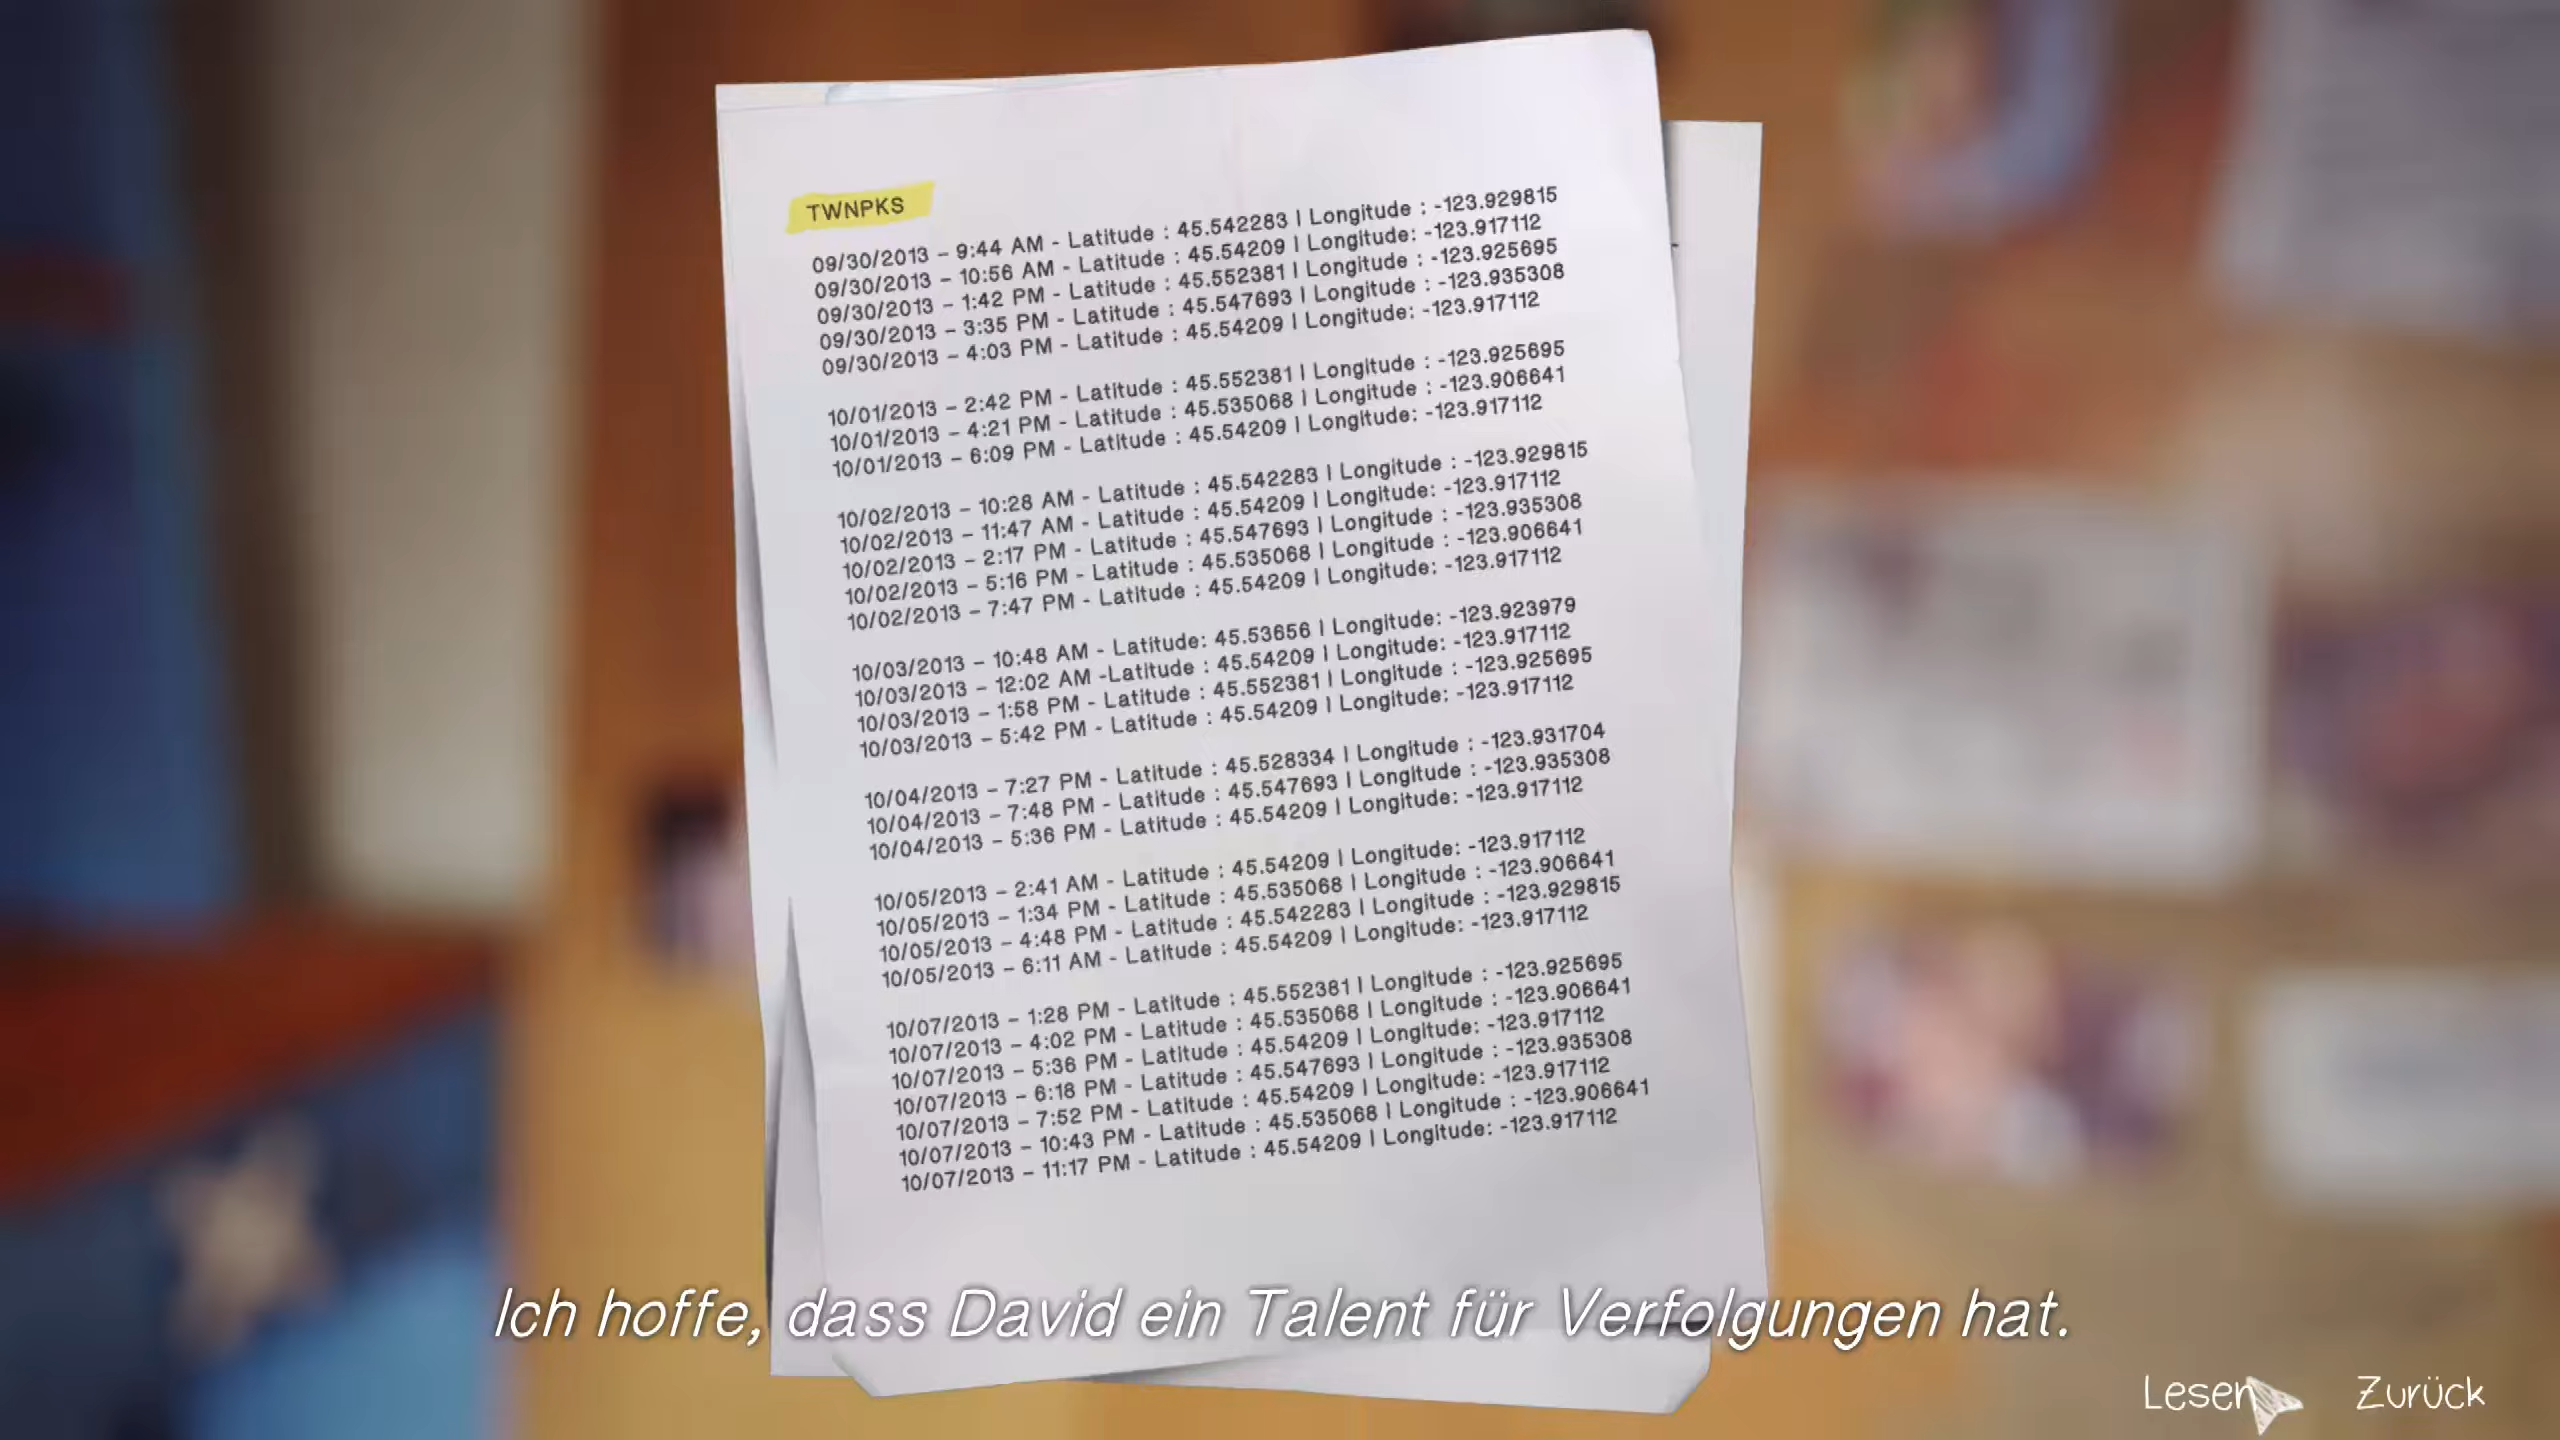 TWNPKS
09/30/2013 – 9:44 AM - Latitude : 45.542283 | Longitude : -123.929815
09/30/2013 – 10:56 AM - Latitude : 45.54209 | Longitude: -123.917112
09/30/2013 – 1:42 PM - Latitude : 45.552381 | Longitude : -123.925695
09/30/2013 – 3:35 PM - Latitude : 45.547693 | Longitude : -123.935308
09/30/2013 – 4:03 PM - Latitude : 45.54209 | Longitude: -123.917112
10/01/2013 – 2:42 PM - Latitude : 45.552381 | Longitude : -123.925695
10/01/2013 – 4:21 PM - Latitude : 45.535068 | Longitude : -123.906641
10/01/2013 – 6:09 PM - Latitude : 45.54209 | Longitude: -123.917112
10/02/2013 – 10:28 AM - Latitude : 45.542283 | Longitude : -123.929815
10/02/2013 – 11:47 AM - Latitude : 45.54209 | Longitude: -123.917112
10/02/2013 – 2:17 PM - Latitude : 45.547693 | Longitude : -123.935308
10/02/2013 – 5:16 PM - Latitude : 45.535068 | Longitude : -123.906641
10/02/2013 – 7:47 PM - Latitude : 45.54209 | Longitude: -123.917112
10/03/2013 – 10:48 AM - Latitude: 45.53656 | Longitude: -123.923979
10/03/2013 – 12:02 AM -Latitude : 45.54209 | Longitude: -123.917112
10/03/2013 – 1:58 PM - Latitude : 45.552381 | Longitude : -123.925695
10/03/2013 – 5:42 PM - Latitude : 45.54209 | Longitude: -123.917112
10/04/2013 – 7:27 PM - Latitude : 45.528334 | Longitude : -123.931704
10/04/2013 – 7:48 PM - Latitude : 45.547693 | Longitude : -123.935308
10/04/2013 – 5:36 PM - Latitude : 45.54209 | Longitude: -123.917112
10/05/2013 – 2:41 AM - Latitude : 45.54209 | Longitude: -123.917112
10/05/2013 – 1:34 PM - Latitude : 45.535068 | Longitude : -123.906641
10/05/2013 – 4:48 PM - Latitude : 45.542283 | Longitude : -123.929815
10/05/2013 – 6:11 AM - Latitude : 45.54209 | Longitude: -123.917112
10/07/2013 – 1:28 PM - Latitude : 45.552381 | Longitude : -123.925695
10/07/2013 – 4:02 PM - Latitude : 45.535068 | Longitude : -123.906641
10/07/2013 – 5:36 PM - Latitude : 45.54209 | Longitude: -123.917112
10/07/2013 – 6:18 PM - Latitude : 45.547693 | Longitude : -123.935308
10/07/2013 – 7:52 PM - Latitude : 45.54209 | Longitude: -123.917112
10/07/2013 – 10:43 PM - Latitude : 45.535068 | Longitude : -123.906641
10/07/2013 – 11:17 PM - Latitude : 45.54209 | Longitude: -123.917112
Ich hoffe, dass David ein Talent für Verfolgungen hat.
Lesen Zurück